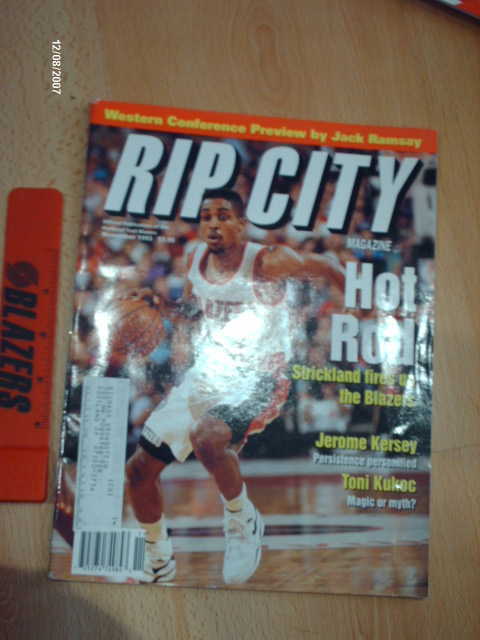 12/08/2007
Western Conference Preview by Jack Ramsay
RIP CITY
MAGAZINE
Hot
Rod
Strickland fires up
the Blazers
Jerome Kersey
Persistence personified
Toni Kukoc
Magic or myth?
BLAZERS